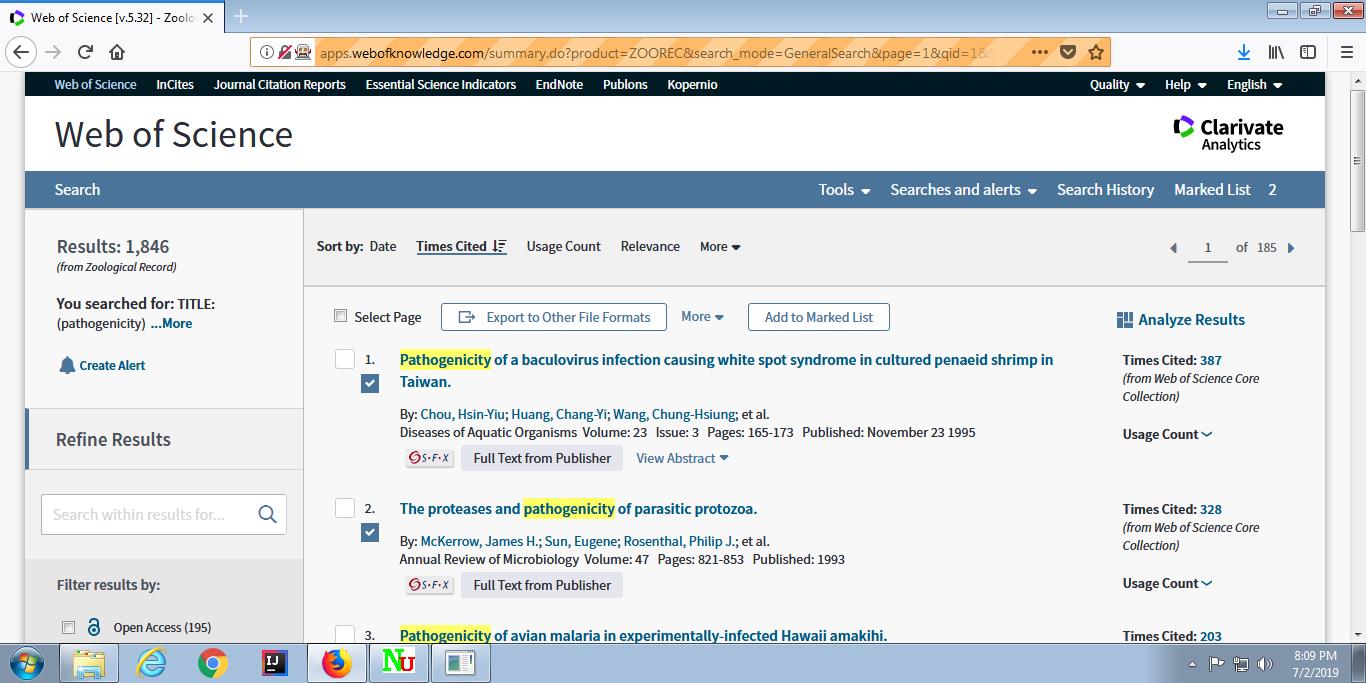 Web of Science [v.5.32] - Zoolo
apps.webofknowledge.com/summary.do?product=ZOOREC&search_mode=GeneralSearch&page=1&qid=1&
Web of Science InCites Journal Citation Reports Essential Science Indicators EndNote Publons Kopernio Quality Help English
Web of Science
Clarivate
Analytics
Search Tools Searches and alerts Search History Marked List 2
Results: 1,846
(from Zoological Record)
You searched for: TITLE:
(pathogenicity) ...More
Create Alert
Refine Results
Search within results for...
Filter results by:
Open Access (195)
Sort by: Date Times Cited Usage Count Relevance More
1 of 185
Select Page Export to Other File Formats More Add to Marked List
Analyze Results
1. Pathogenicity of a baculovirus infection causing white spot syndrome in cultured penaeid shrimp in
Taiwan.
By: Chou, Hsin-Yiu; Huang, Chang-Yi; Wang, Chung-Hsiung; et al.
Diseases of Aquatic Organisms Volume: 23 Issue: 3 Pages: 165-173 Published: November 23 1995
S·F·X Full Text from Publisher View Abstract
Times Cited: 387
(from Web of Science Core
Collection)
Usage Count
2. The proteases and pathogenicity of parasitic protozoa.
By: McKerrow, James H.; Sun, Eugene; Rosenthal, Philip J.; et al.
Annual Review of Microbiology Volume: 47 Pages: 821-853 Published: 1993
S·F·X Full Text from Publisher
Times Cited: 328
(from Web of Science Core
Collection)
Usage Count
3. Pathogenicity of avian malaria in experimentally-infected Hawaii amakihi.
Times Cited: 203
IJ
NU
8:09 PM
7/2/2019